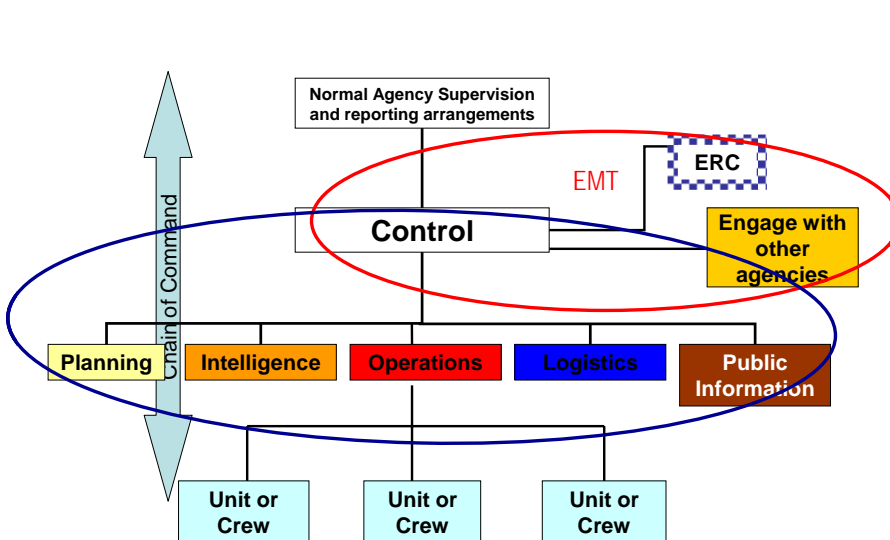 Normal Agency Supervision
and reporting arrangements
ERC
EMT
Control
Engage with
other
agencies
Chain of Command
Planning
Intelligence
Operations
Logistics
Public
Information
Unit or
Crew
Unit or
Crew
Unit or
Crew